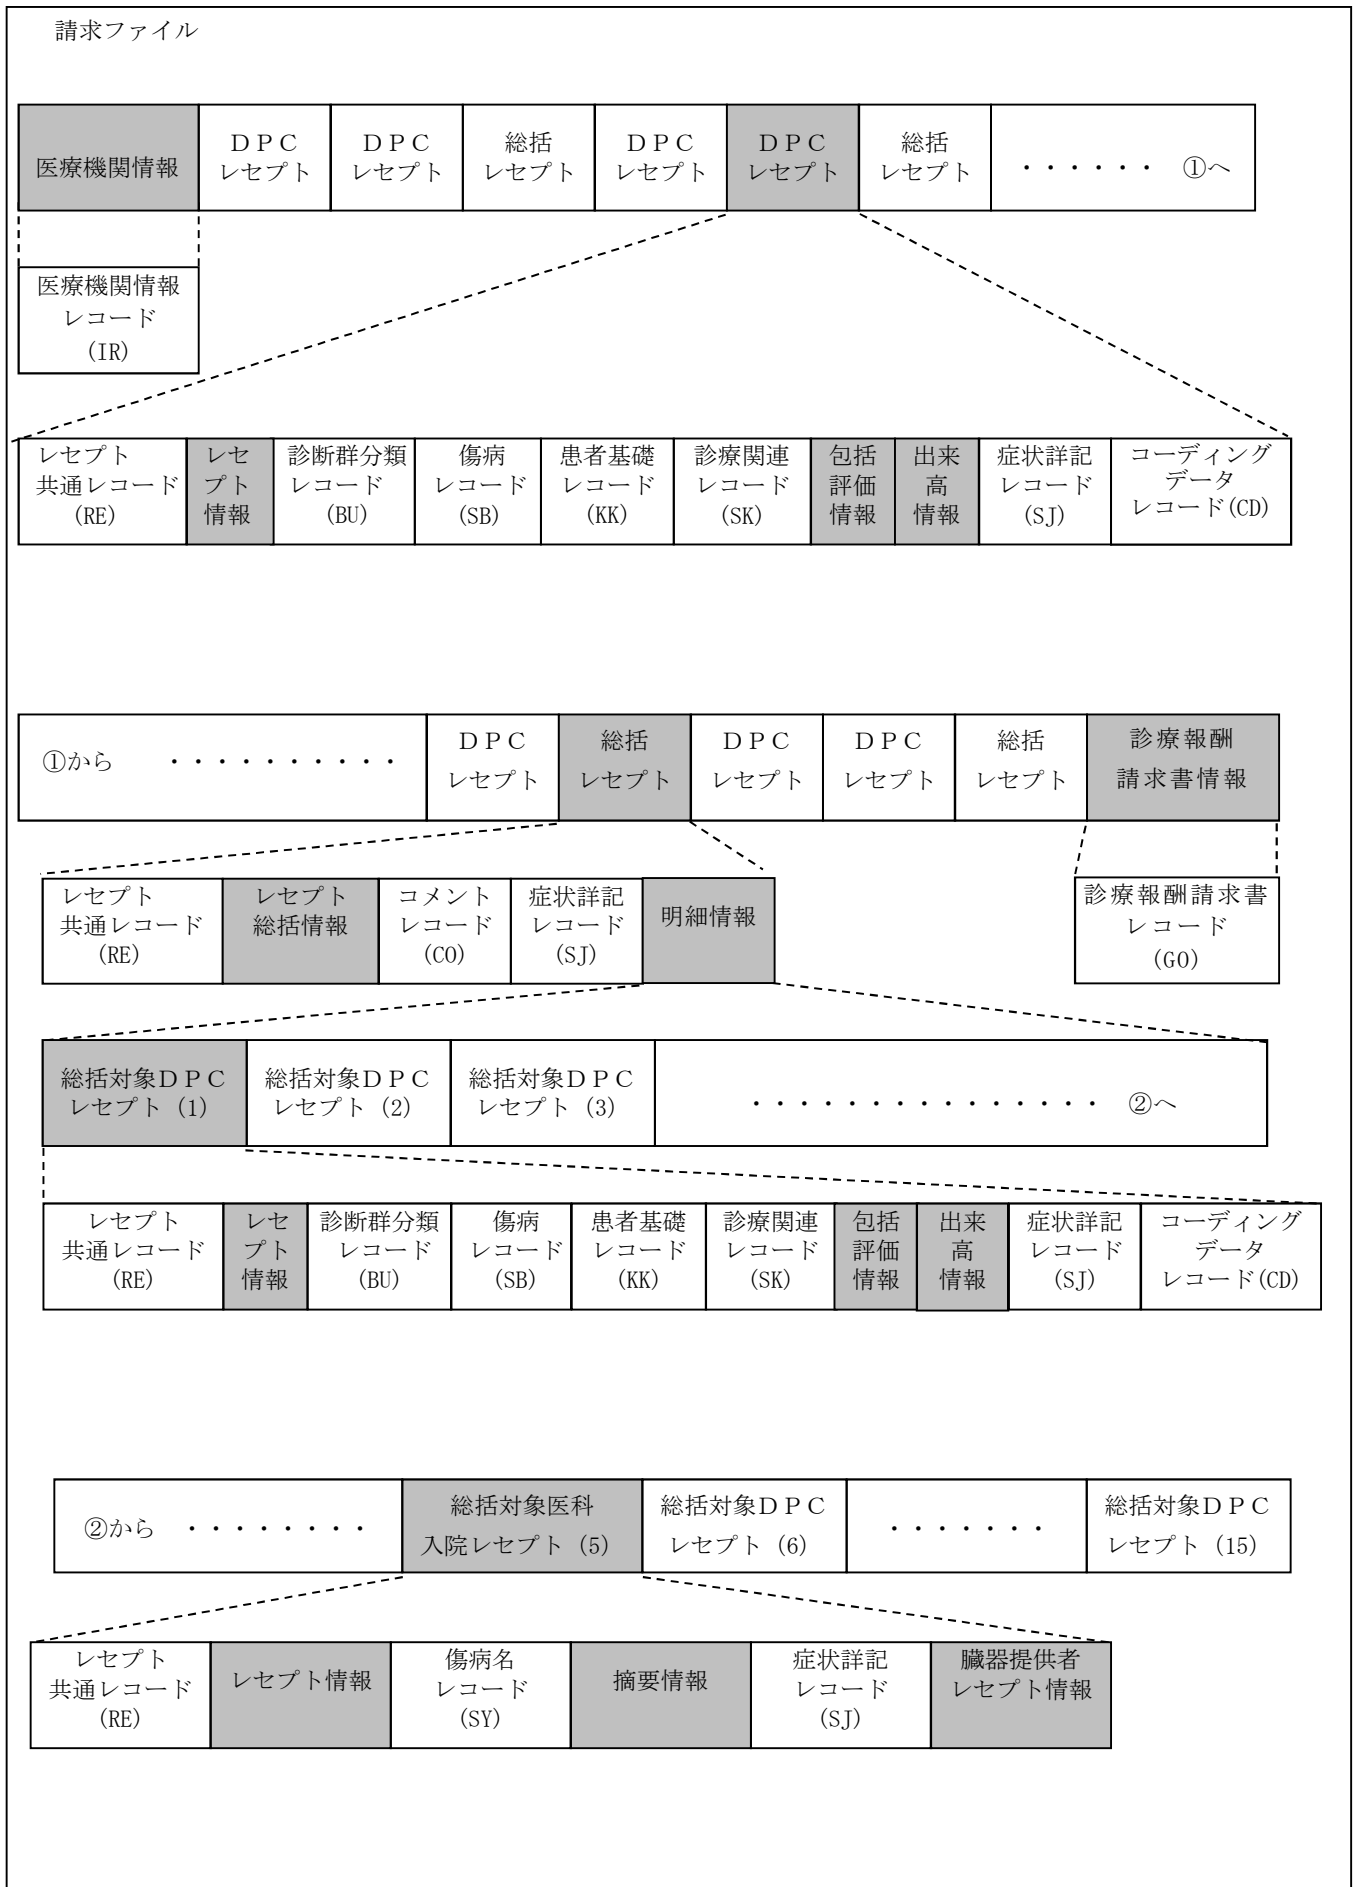 請求ファイル
医療機関情報
ＤＰＣ
レセプト
ＤＰＣ
レセプト
総括
レセプト
ＤＰＣ
レセプト
ＤＰＣ
レセプト
総括
レセプト
・・・・・・ ①へ
医療機関情報
レコード
(IR)
レセプト
共通レコード
(RE)
レセ
プト
情報
診断群分類
レコード
(BU)
傷病
レコード
(SB)
患者基礎
レコード
(KK)
診療関連
レコード
(SK)
包括
評価
情報
出来
高
情報
症状詳記
レコード
(SJ)
コーディング
データ
レコード(CD)
①から ・・・・・・・・・・
ＤＰＣ
レセプト
総括
レセプト
ＤＰＣ
レセプト
ＤＰＣ
レセプト
総括
レセプト
診療報酬
請求書情報
レセプト
共通レコード
(RE)
レセプト
総括情報
コメント
レコード
(CO)
症状詳記
レコード
(SJ)
明細情報
診療報酬請求書
レコード
(GO)
総括対象ＤＰＣ
レセプト (1)
総括対象ＤＰＣ
レセプト (2)
総括対象ＤＰＣ
レセプト (3)
・・・・・・・・・・・・・・・ ②へ
レセプト
共通レコード
(RE)
レセ
プト
情報
診断群分類
レコード
(BU)
傷病
レコード
(SB)
患者基礎
レコード
(KK)
診療関連
レコード
(SK)
包括
評価
情報
出来
高
情報
症状詳記
レコード
(SJ)
コーディング
データ
レコード(CD)
②から ・・・・・・・・
総括対象医科
入院レセプト (5)
総括対象ＤＰＣ
レセプト (6)
・・・・・・・
総括対象ＤＰＣ
レセプト (15)
レセプト
共通レコード
(RE)
レセプト情報
傷病名
レコード
(SY)
摘要情報
症状詳記
レコード
(SJ)
臓器提供者
レセプト情報